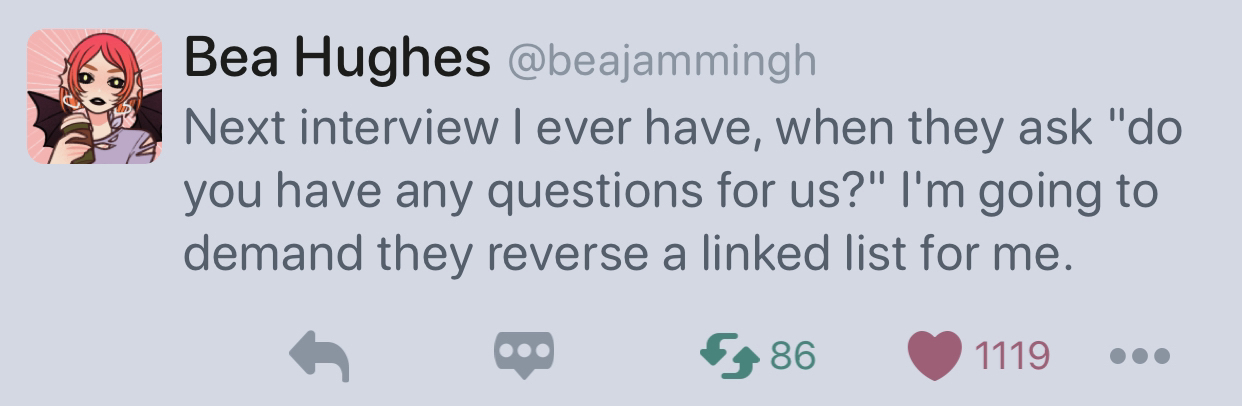 Bea Hughes @beajammingh
Next interview I ever have, when they ask "do
you have any questions for us?" I'm going to
demand they reverse a linked list for me.
86 1119